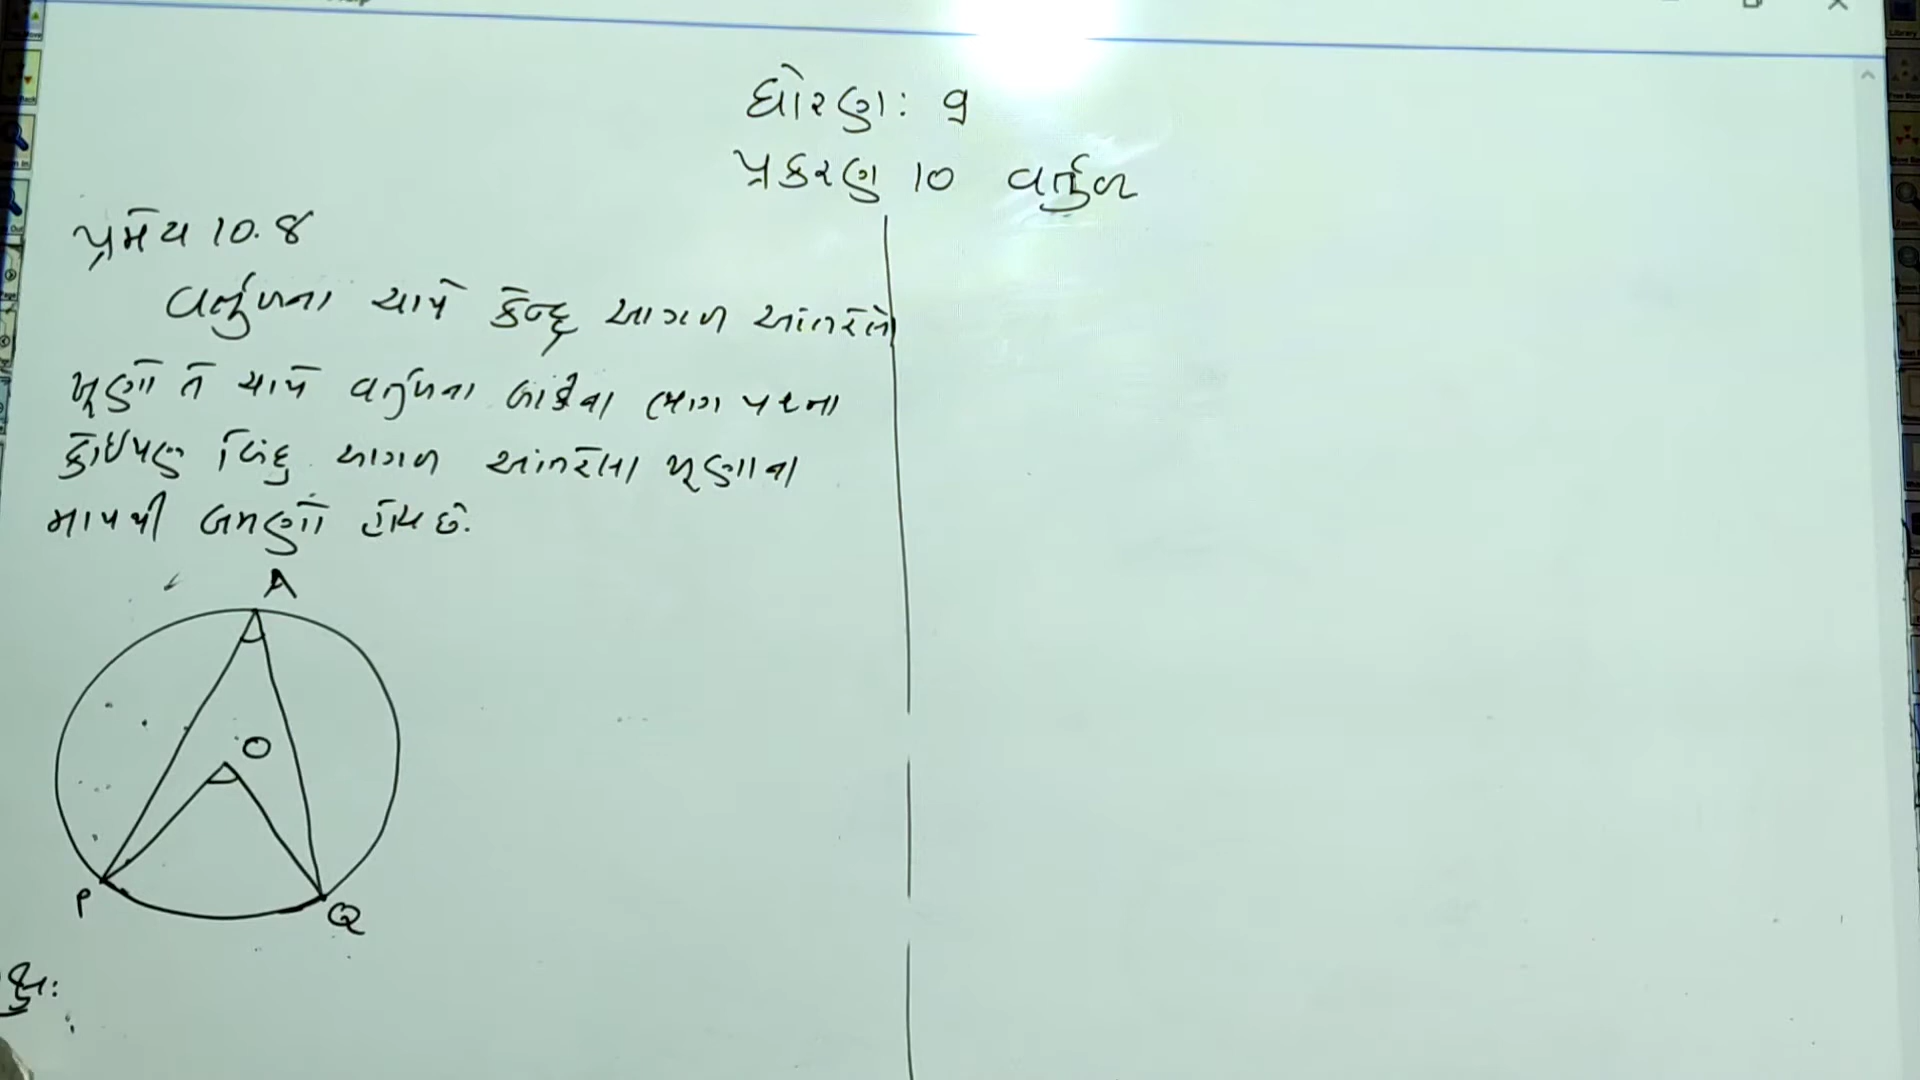 ધોરણ: ૭
પ્રકરણ 10 વર્તુળ
પ્રમેય 10.8
વર્તુળના ચાપે કેન્દ્ર આગળ આંતરેલો
ખૂણો તે ચાપે વર્તુળના બાકીના ભાગ પરના
કોઈપણ બિંદુ આગળ આંતરેલા ખૂણાના
માપથી બમણો હોય છે.
A
O
P
Q